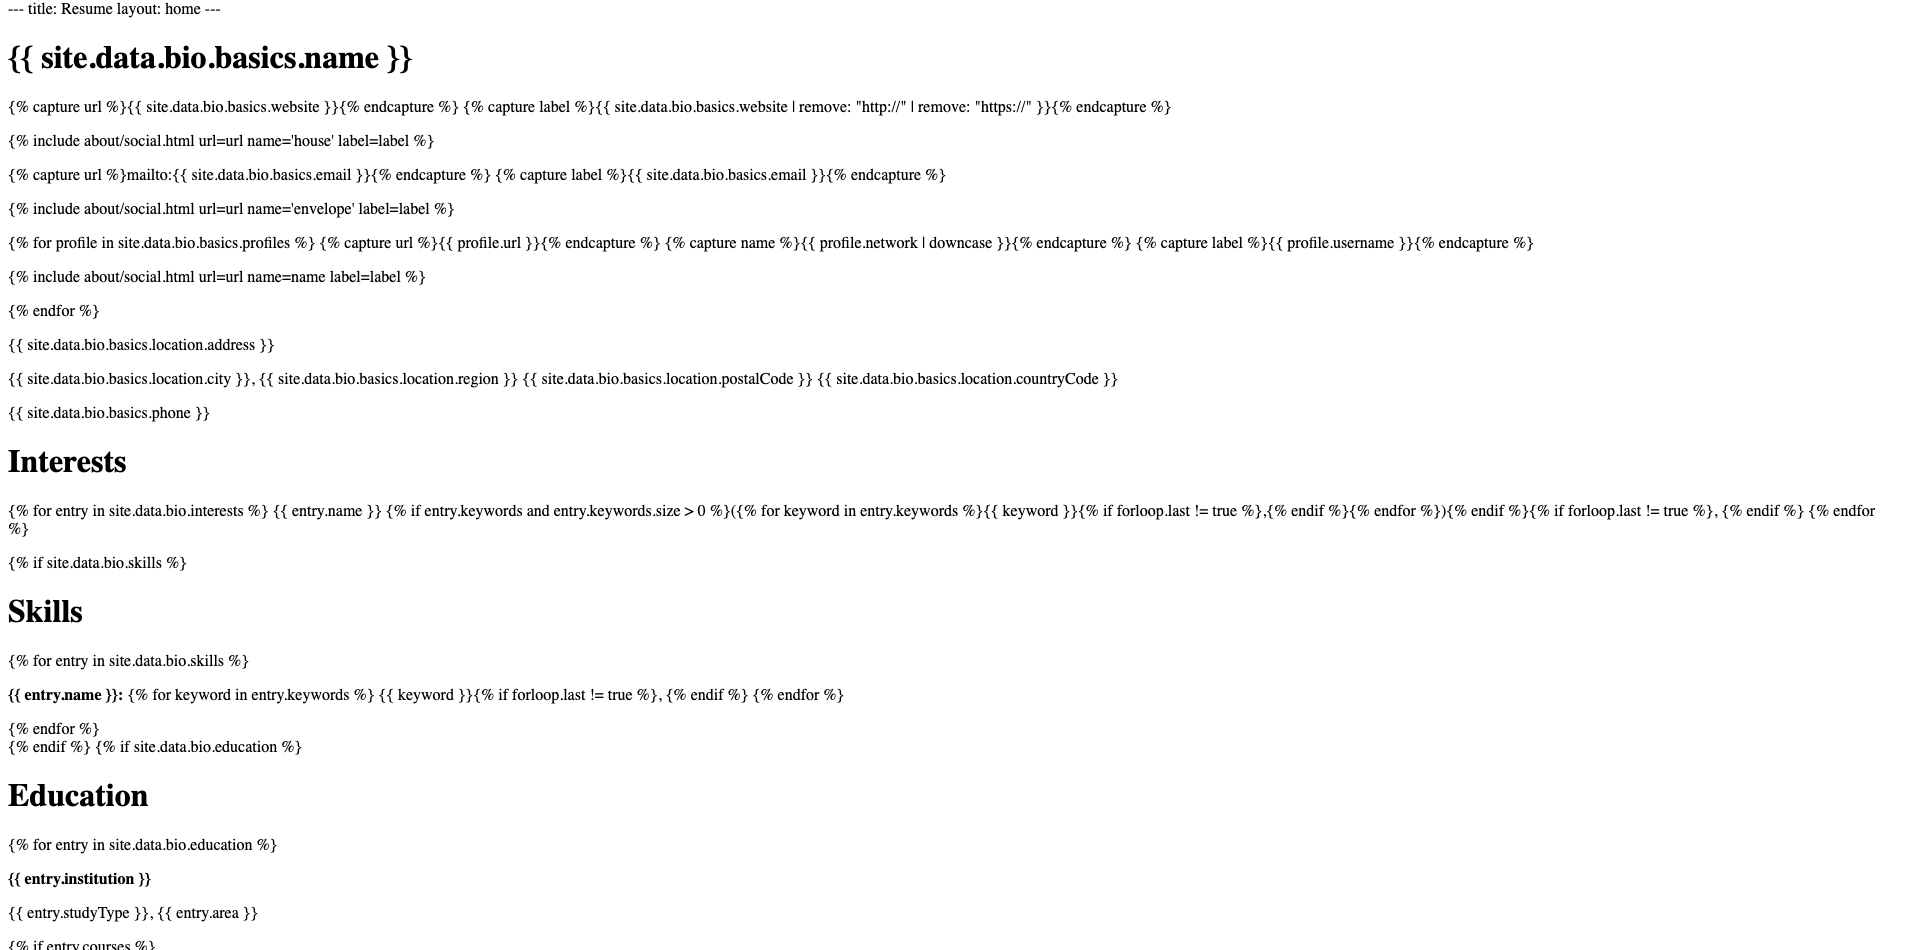 --- title: Resume layout: home ---
{{ site.data.bio.basics.name }}
{% capture url %}{{ site.data.bio.basics.website }}{% endcapture %} {% capture label %}{{ site.data.bio.basics.website | remove: "http://" | remove: "https://" }}{% endcapture %}
{% include about/social.html url=url name='house' label=label %}
{% capture url %}mailto:{{ site.data.bio.basics.email }}{% endcapture %} {% capture label %}{{ site.data.bio.basics.email }}{% endcapture %}
{% include about/social.html url=url name='envelope' label=label %}
{% for profile in site.data.bio.basics.profiles %} {% capture url %}{{ profile.url }}{% endcapture %} {% capture name %}{{ profile.network | downcase }}{% endcapture %} {% capture label %}{{ profile.username }}{% endcapture %}
{% include about/social.html url=url name=name label=label %}
{% endfor %}
{{ site.data.bio.basics.location.address }}
{{ site.data.bio.basics.location.city }}, {{ site.data.bio.basics.location.region }} {{ site.data.bio.basics.location.postalCode }} {{ site.data.bio.basics.location.countryCode }}
{{ site.data.bio.basics.phone }}
Interests
{% for entry in site.data.bio.interests %} {{ entry.name }} {% if entry.keywords and entry.keywords.size > 0 %}({% for keyword in entry.keywords %}{{ keyword }}{% if forloop.last != true %},{% endif %}{% endfor %}){% endif %}{% if forloop.last != true %}, {% endif %} {% endfor
%}
{% if site.data.bio.skills %}
Skills
{% for entry in site.data.bio.skills %}
{{ entry.name }}: {% for keyword in entry.keywords %} {{ keyword }}{% if forloop.last != true %}, {% endif %} {% endfor %}
{% endfor %}
{% endif %} {% if site.data.bio.education %}
Education
{% for entry in site.data.bio.education %}
{{ entry.institution }}
{{ entry.studyType }}, {{ entry.area }}
{% if entry.courses %}